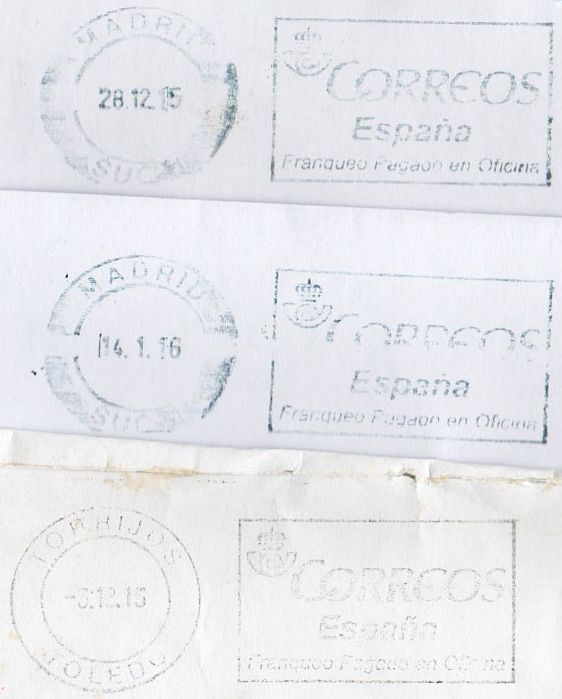 MADRID
28.12.15
SUC
CORREOS
España
Franqueo Pagado en Oficina
MADRID
14.1.16
SUC
CORREOS
España
Franqueo Pagado en Oficina
TORRIJOS
TOLEDO
CORREOS
España
Franqueo Pagado en Oficina